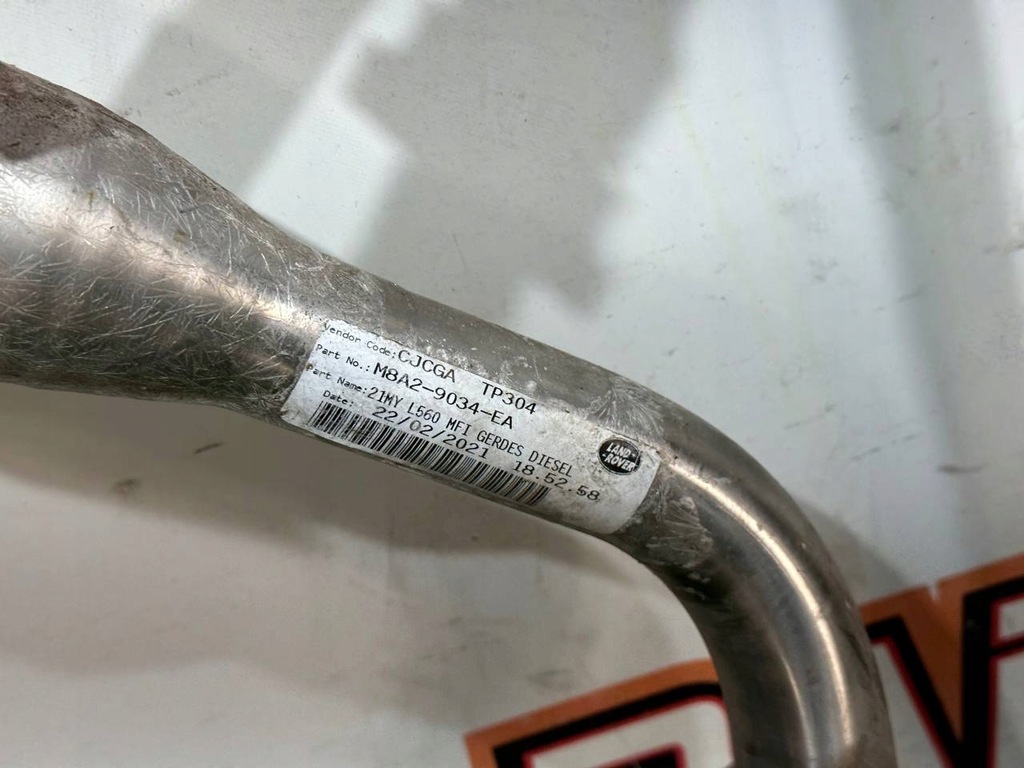 Vendor Code: CJCGA TP304
Part No.: M8A2-9034-EA
Part Name: 21MY L560 MFI GERDES DIESEL
Date: 22/02/2021 18.52.58
LAND
ROVER